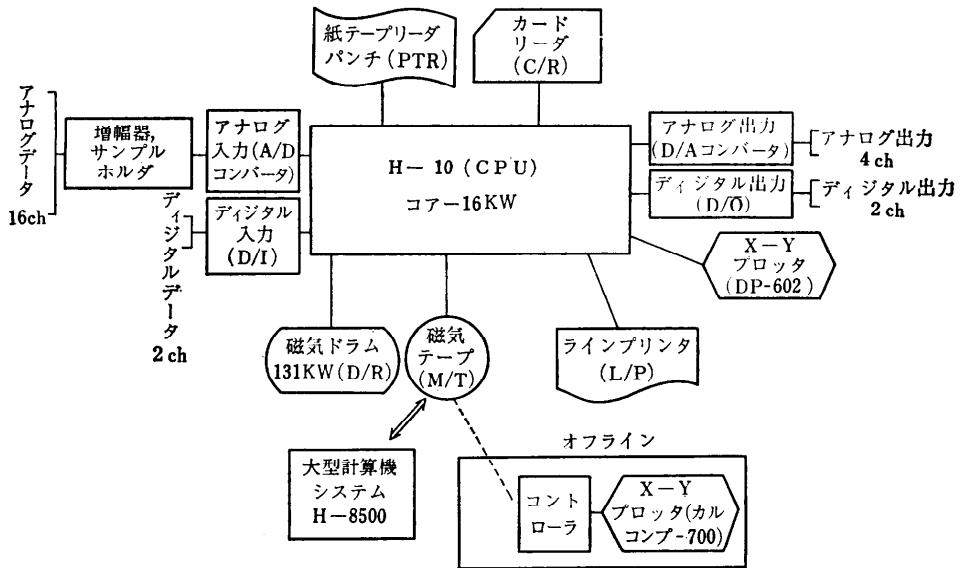 紙テープリーダ
パンチ(PTR)
カード
リーダ
(C/R)
アナログデータ
16ch
増幅器,
サンプル
ホルダ
アナログ
入力(A/D
コンバータ)
H－10(CPU)
コアー16KW
アナログ出力
(D/Aコンバータ)
アナログ出力
4ch
ディジタルデータ
2ch
ディジタル
入力
(D/I)
ディジタル出力
(D/O)
ディジタル出力
2ch
X－Y
プロッタ
(DP-602)
磁気ドラム
131KW(D/R)
磁気
テープ
(M/T)
ラインプリンタ
(L/P)
大型計算機
システム
H－8500
オフライン
コント
ローラ
X－Y
プロッタ(カル
コンプ-700)